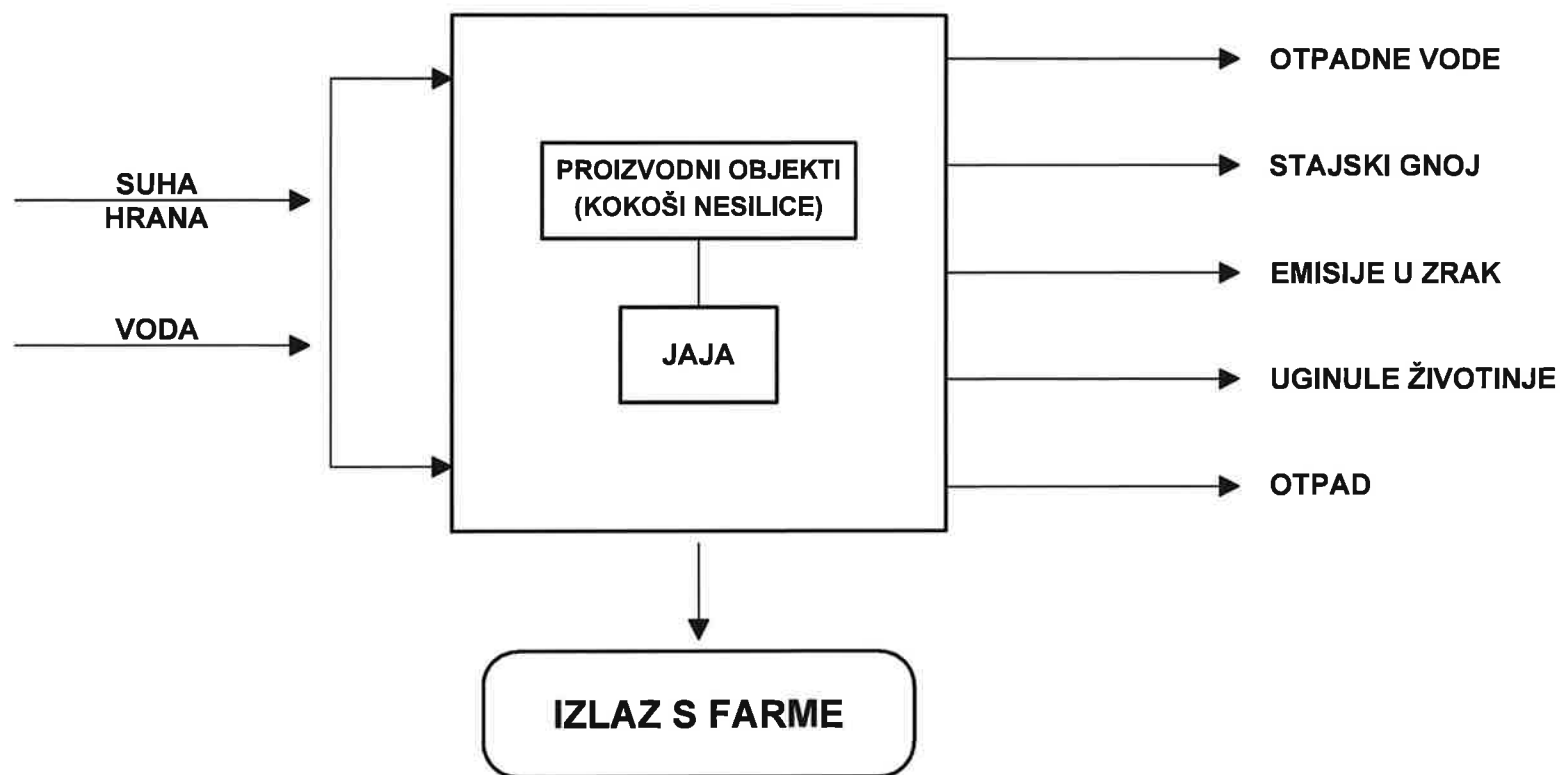 SUHA
HRANA
VODA
PROIZVODNI OBJEKTI
(KOKOŠI NESILICE)
JAJA
OTPADNE VODE
STAJSKI GNOJ
EMISIJE U ZRAK
UGINULE ŽIVOTINJE
OTPAD
IZLAZ S FARME